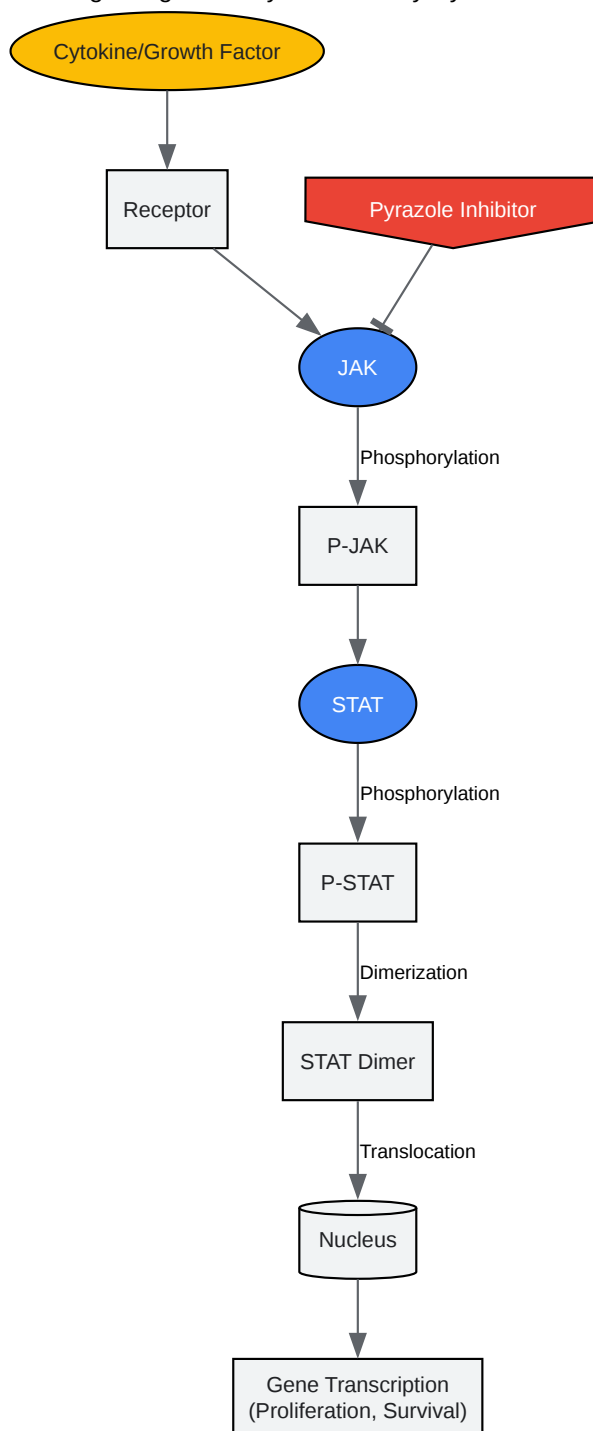 Cytokine/Growth Factor
Receptor
Pyrazole Inhibitor
JAK
Phosphorylation
P-JAK
STAT
Phosphorylation
P-STAT
Dimerization
STAT Dimer
Translocation
Nucleus
Gene Transcription
(Proliferation, Survival)